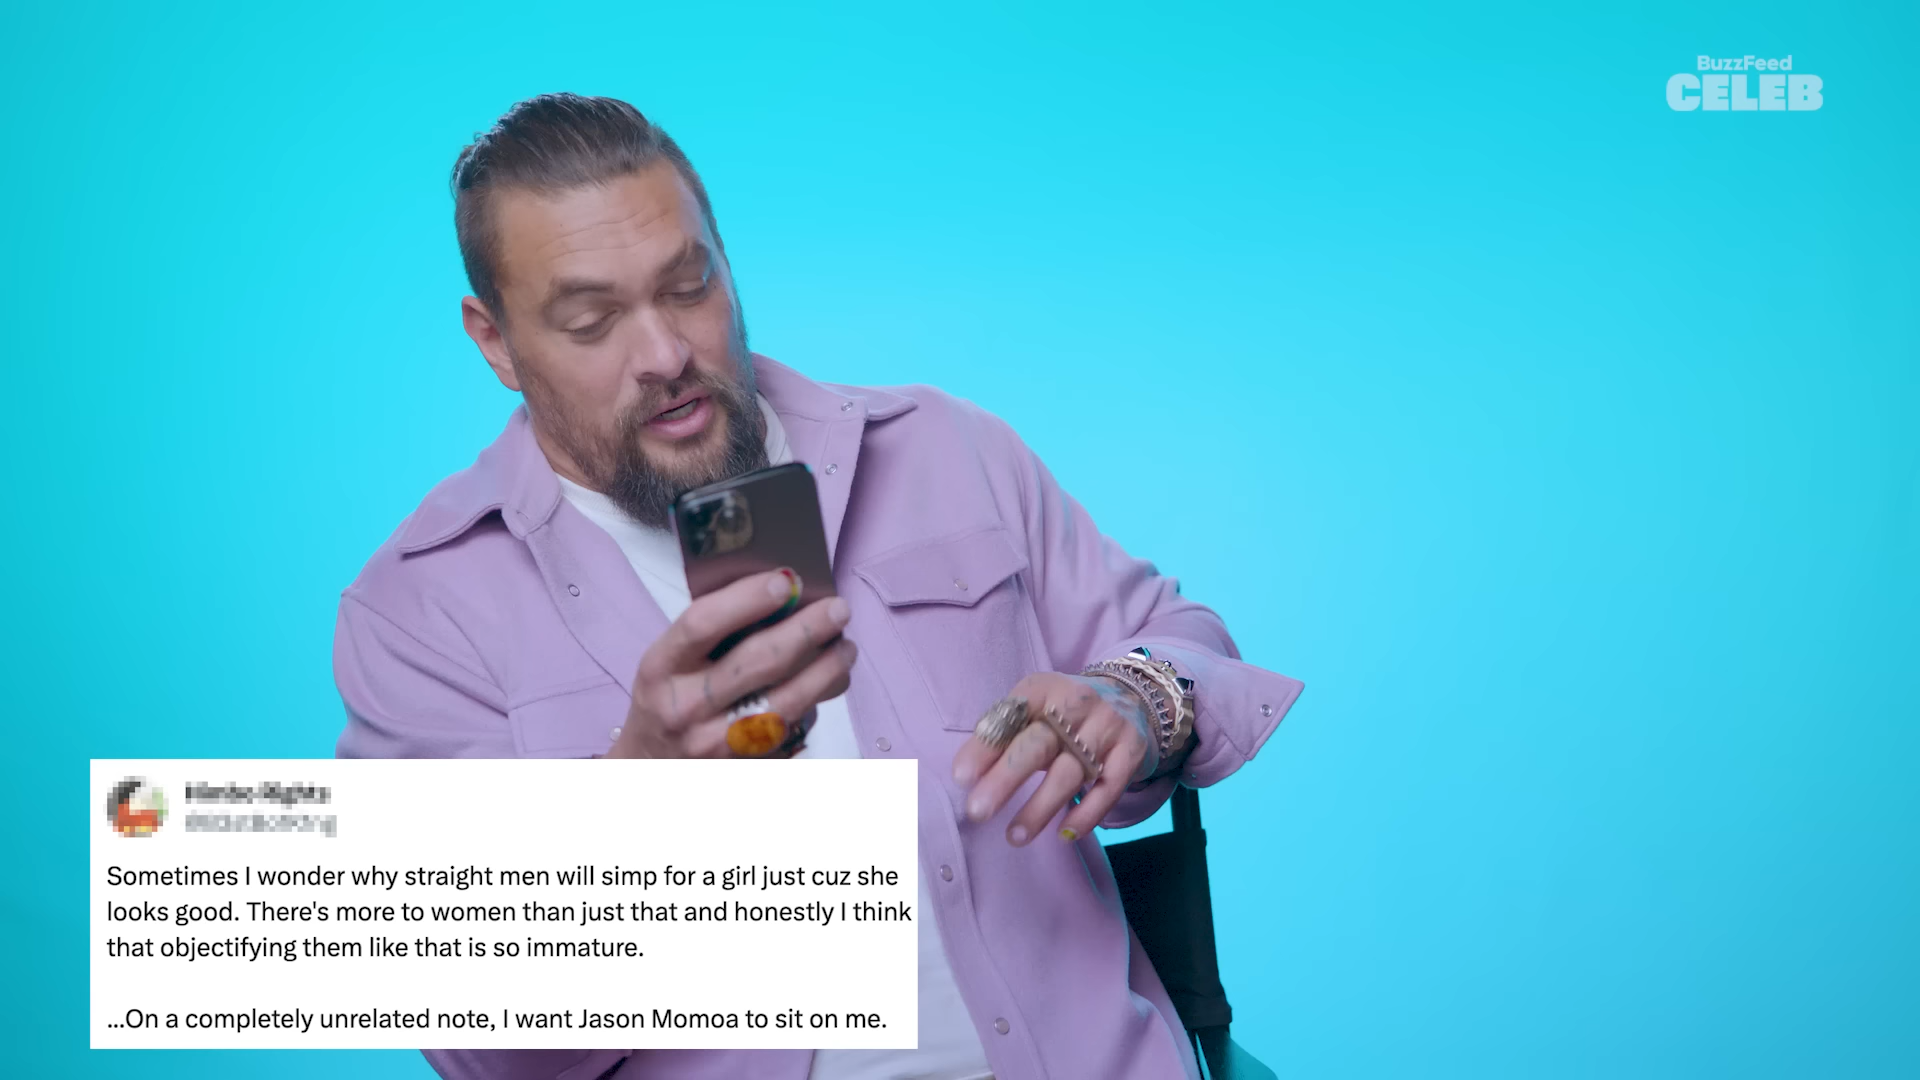 BuzzFeed
CELEB
Sometimes I wonder why straight men will simp for a girl just cuz she
looks good. There's more to women than just that and honestly I think
that objectifying them like that is so immature.
...On a completely unrelated note, I want Jason Momoa to sit on me.